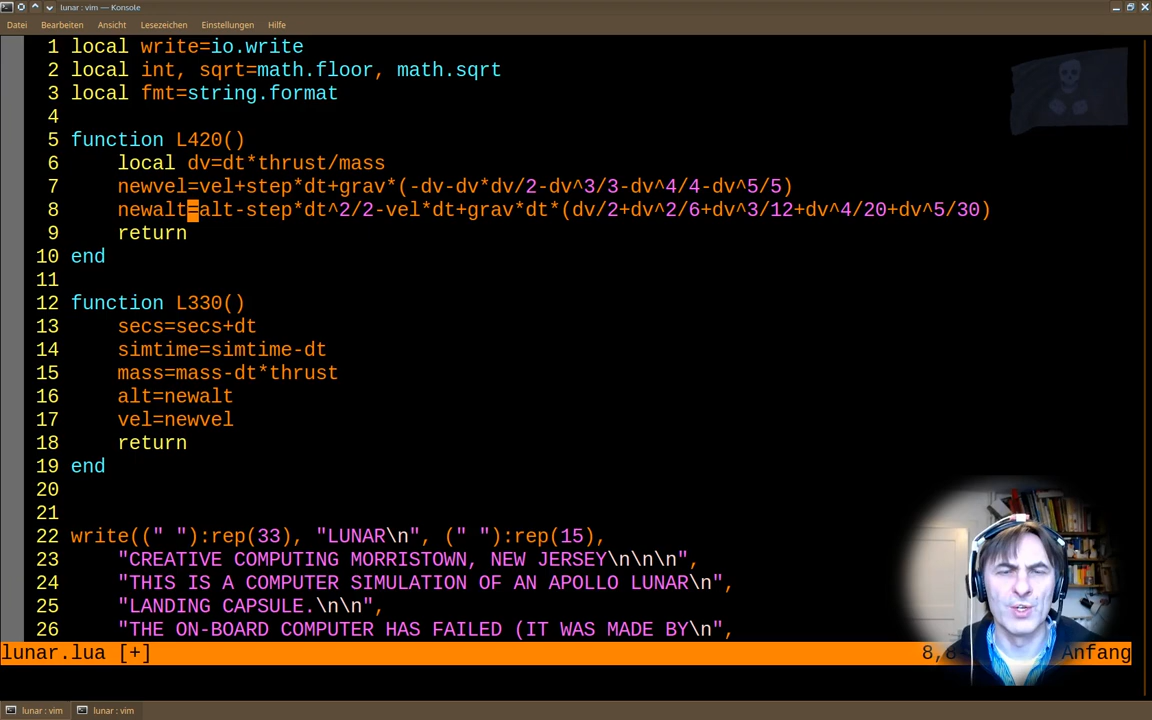 lunar : vim — Konsole
Datei Bearbeiten Ansicht Lesezeichen Einstellungen Hilfe
1 local write=io.write
2 local int, sqrt=math.floor, math.sqrt
3 local fmt=string.format
4
5 function L420()
6 local dv=dt*thrust/mass
7 newvel=vel+step*dt+grav*(-dv-dv*dv/2-dv^3/3-dv^4/4-dv^5/5)
8 newalt=alt-step*dt^2/2-vel*dt+grav*dt*(dv/2+dv^2/6+dv^3/12+dv^4/20+dv^5/30)
9 return
10 end
11
12 function L330()
13 secs=secs+dt
14 simtime=simtime-dt
15 mass=mass-dt*thrust
16 alt=newalt
17 vel=newvel
18 return
19 end
20
21
22 write((" "):rep(33), "LUNAR\n", (" "):rep(15),
23 "CREATIVE COMPUTING MORRISTOWN, NEW JERSEY\n\n\n",
24 "THIS IS A COMPUTER SIMULATION OF AN APOLLO LUNAR\n",
25 "LANDING CAPSULE.\n\n",
26 "THE ON-BOARD COMPUTER HAS FAILED (IT WAS MADE BY\n",
lunar.lua [+] 8,8 Anfang
lunar : vim lunar : vim